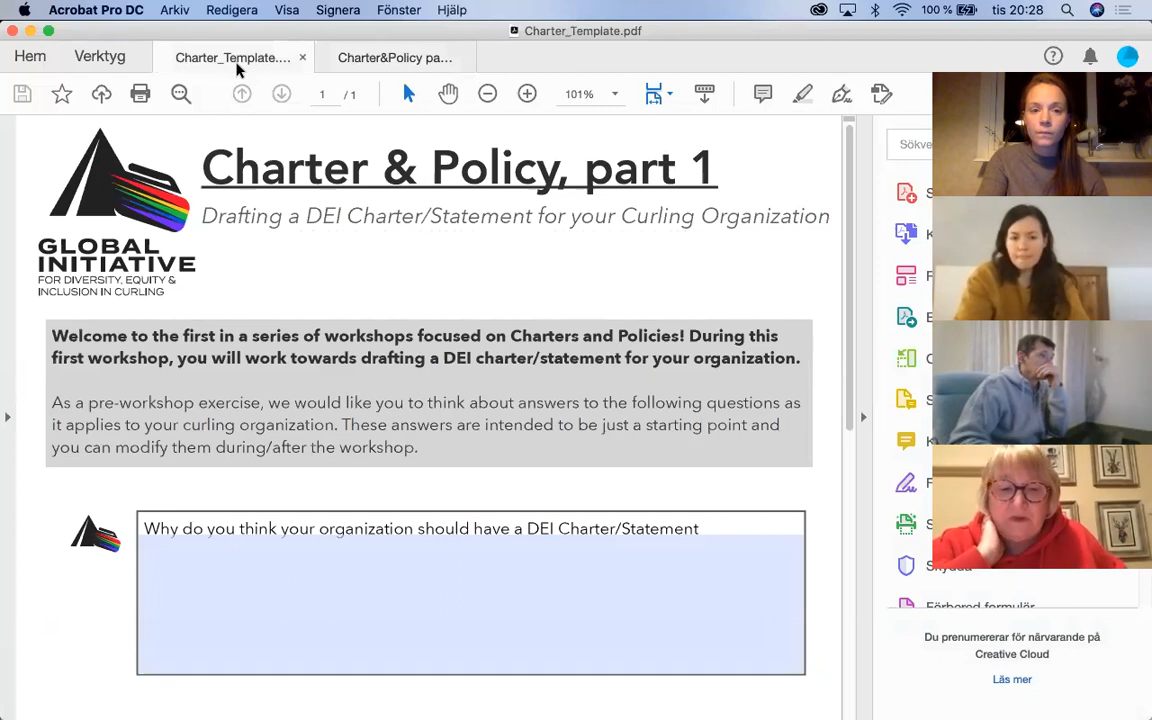 Acrobat Pro DC Arkiv Redigera Visa Signera Fönster Hjälp 100 % tis 20:28
Charter_Template.pdf
Hem Verktyg Charter_Template.... × Charter&Policy pa...
1 / 1 101%
Charter & Policy, part 1
Drafting a DEI Charter/Statement for your Curling Organization
GLOBAL
INITIATIVE
FOR DIVERSITY, EQUITY &
INCLUSION IN CURLING
Welcome to the first in a series of workshops focused on Charters and Policies! During this
first workshop, you will work towards drafting a DEI charter/statement for your organization.
As a pre-workshop exercise, we would like you to think about answers to the following questions as
it applies to your curling organization. These answers are intended to be just a starting point and
you can modify them during/after the workshop.
Why do you think your organization should have a DEI Charter/Statement
Sökve
Skydda
Förbered formulär
Du prenumererar för närvarande på
Creative Cloud
Läs mer